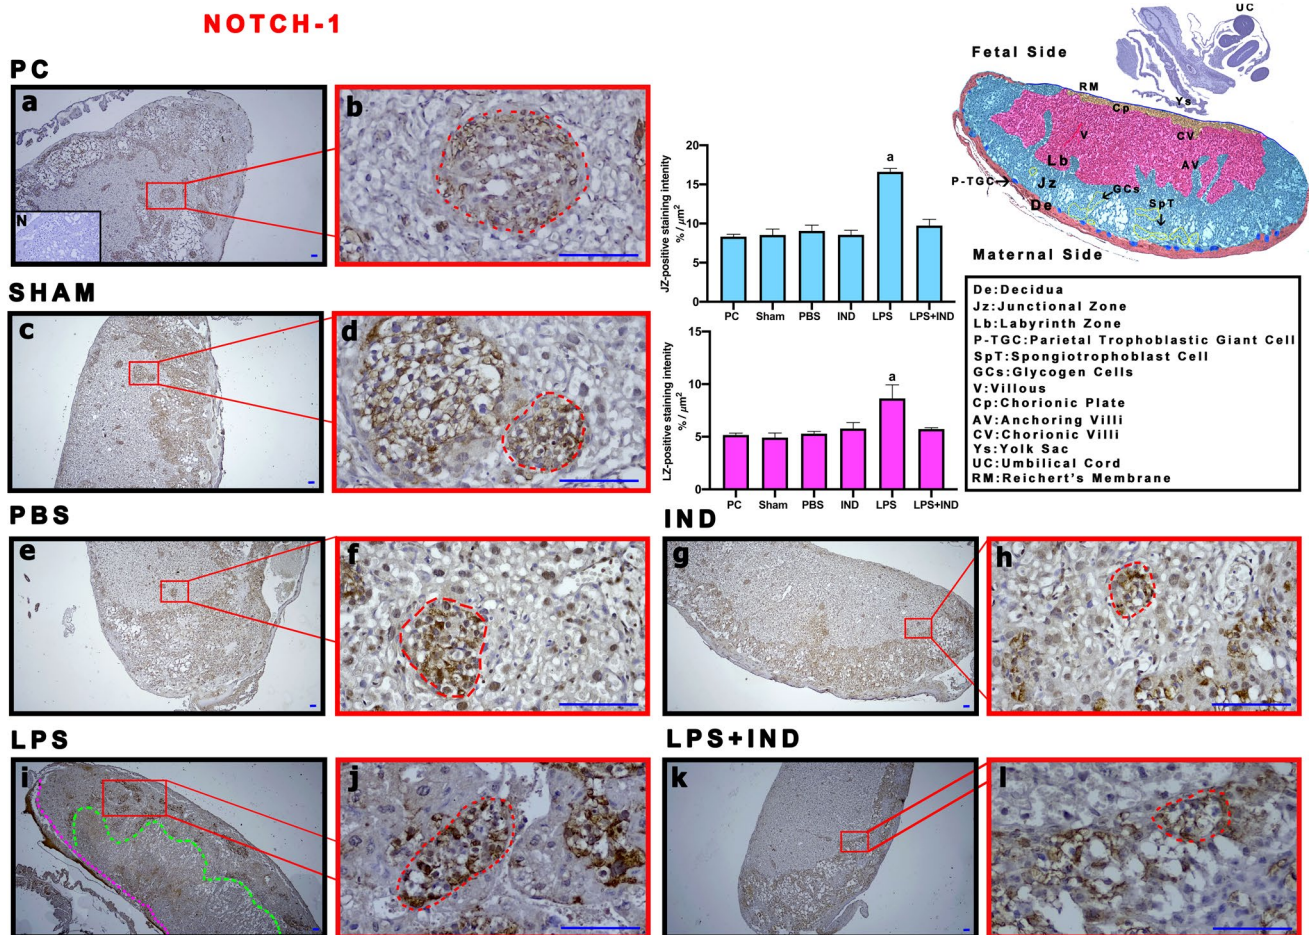 NOTCH-1
PC
a
N
b
SHAM
c
d
PBS
e
f
LPS
i
j
JZ-positive staining intenity
% / µm²
20
15
10
5
0
a
PC Sham PBS IND LPS LPS+IND
LZ-positive staining intenity
% / µm²
15
10
5
0
a
PC Sham PBS IND LPS LPS+IND
UC
Fetal Side
RM
Ys
Cp
V
CV
Lb
AV
P-TGC
Jz
GCs
De
SpT
Maternal Side
De:Decidua
Jz:Junctional Zone
Lb:Labyrinth Zone
P-TGC:Parietal Trophoblastic Giant Cell
SpT:Spongiotrophoblast Cell
GCs:Glycogen Cells
V:Villous
Cp:Chorionic Plate
AV:Anchoring Villi
CV:Chorionic Villi
Ys:Yolk Sac
UC:Umbilical Cord
RM:Reichert's Membrane
IND
g
h
LPS+IND
k
l